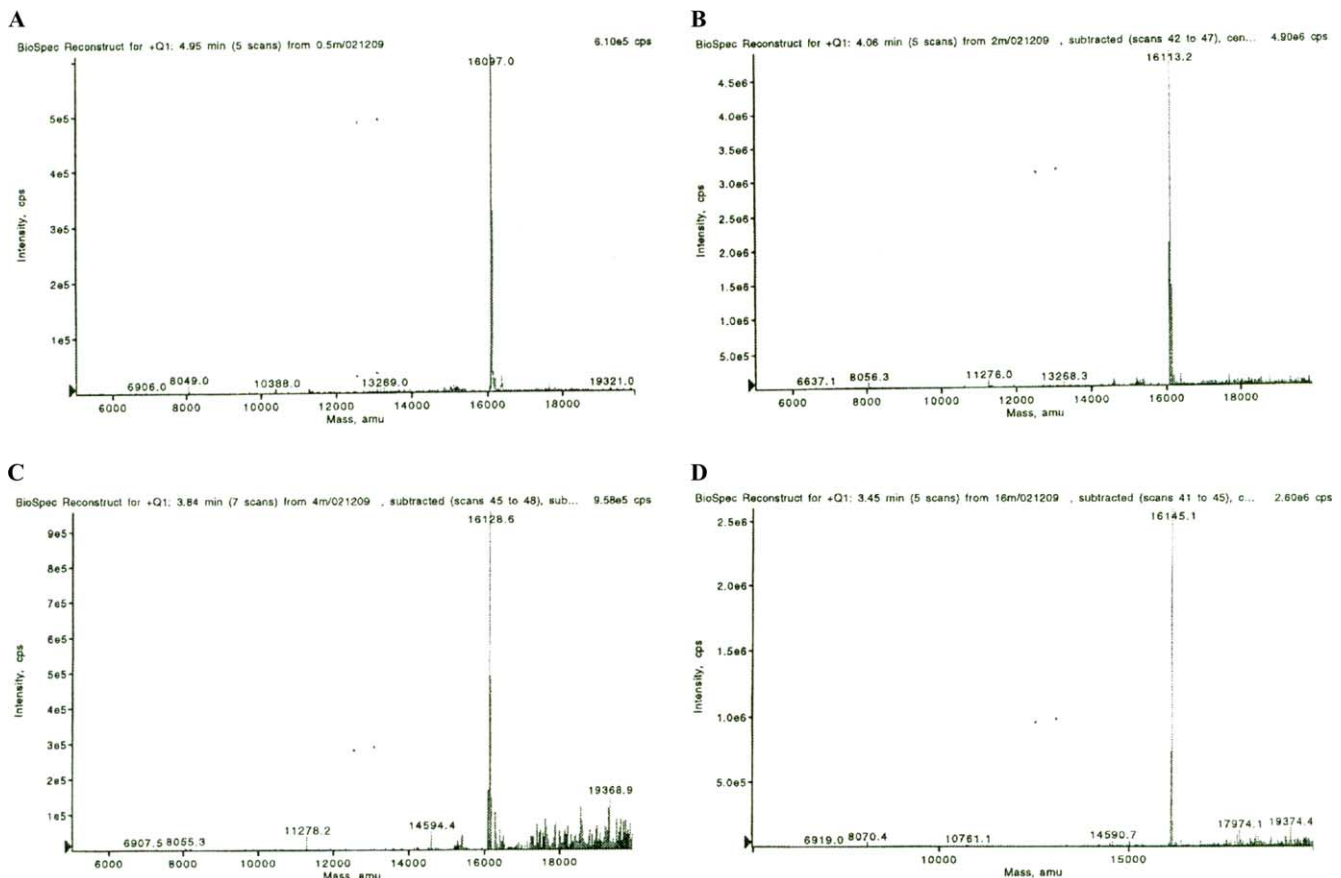 A
BioSpec Reconstruct for +Q1: 4.95 min (5 scans) from 0.5m/021209 6.10e5 cps
16097.0
5e5
4e5
3e5
2e5
1e5
Intensity, cps
6906.0 8049.0 10388.0 13269.0 19321.0
6000 8000 10000 12000 14000 16000 18000
Mass, amu
B
BioSpec Reconstruct for +Q1: 4.06 min (5 scans) from 2m/021209 , subtracted (scans 42 to 47), cen... 4.90e6 cps
16113.2
4.5e6
4.0e6
3.5e6
3.0e6
2.5e6
2.0e6
1.5e6
1.0e6
5.0e5
Intensity, cps
6637.1 8056.3 11276.0 13268.3
6000 8000 10000 12000 14000 16000 18000
Mass, amu
C
BioSpec Reconstruct for +Q1: 3.84 min (7 scans) from 4m/021209 , subtracted (scans 45 to 48), sub... 9.58e5 cps
16128.6
9e5
8e5
7e5
6e5
5e5
4e5
3e5
2e5
1e5
Intensity, cps
6907.5 8055.3 11278.2 14594.4 19368.9
6000 8000 10000 12000 14000 16000 18000
Mass, amu
D
BioSpec Reconstruct for +Q1: 3.45 min (5 scans) from 16m/021209 , subtracted (scans 41 to 45), c... 2.60e6 cps
16145.1
2.5e6
2.0e6
1.5e6
1.0e6
5.0e5
Intensity, cps
6919.0 8070.4 10761.1 14590.7 17974.1 19374.4
10000 15000
Mass, amu